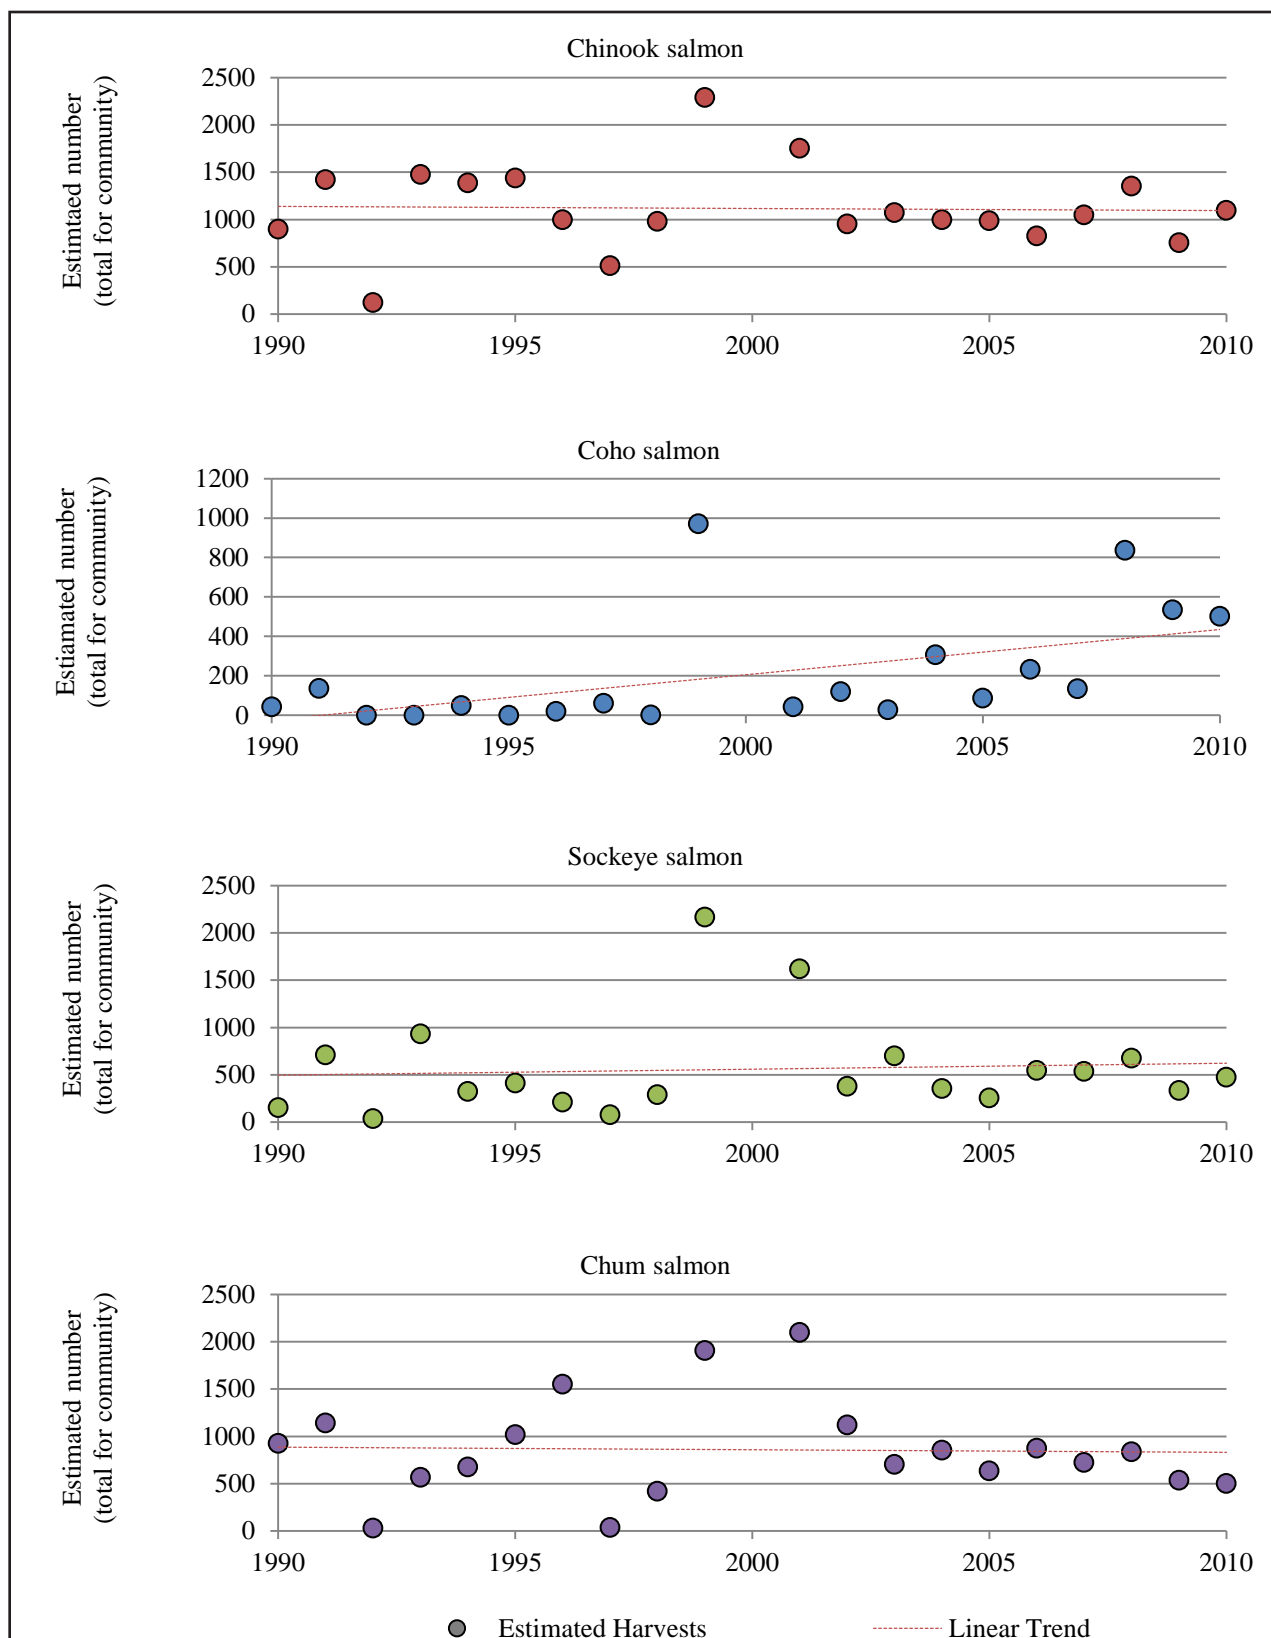 Chinook salmon
Estimtaed number
(total for community)
2500
2000
1500
1000
500
0
1990 1995 2000 2005 2010
Coho salmon
Estiamated number
(total for community)
1200
1000
800
600
400
200
0
1990 1995 2000 2005 2010
Sockeye salmon
Estimated number
(total for community)
2500
2000
1500
1000
500
0
1990 1995 2000 2005 2010
Chum salmon
Estimated number
(total for community)
2500
2000
1500
1000
500
0
1990 1995 2000 2005 2010
Estimated Harvests Linear Trend